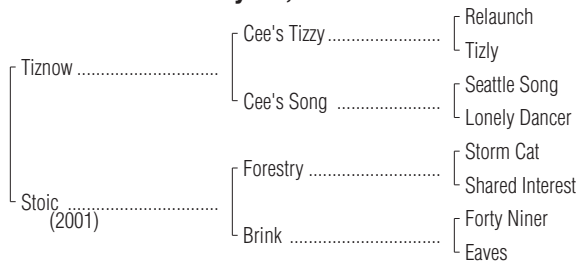 Relaunch
Cee's Tizzy ........................
Tizly
Tiznow ..............................
Seattle Song
Cee's Song ......................
Lonely Dancer
Storm Cat
Forestry ............................
Shared Interest
Stoic ................................
(2001)
Forty Niner
Brink ................................
Eaves